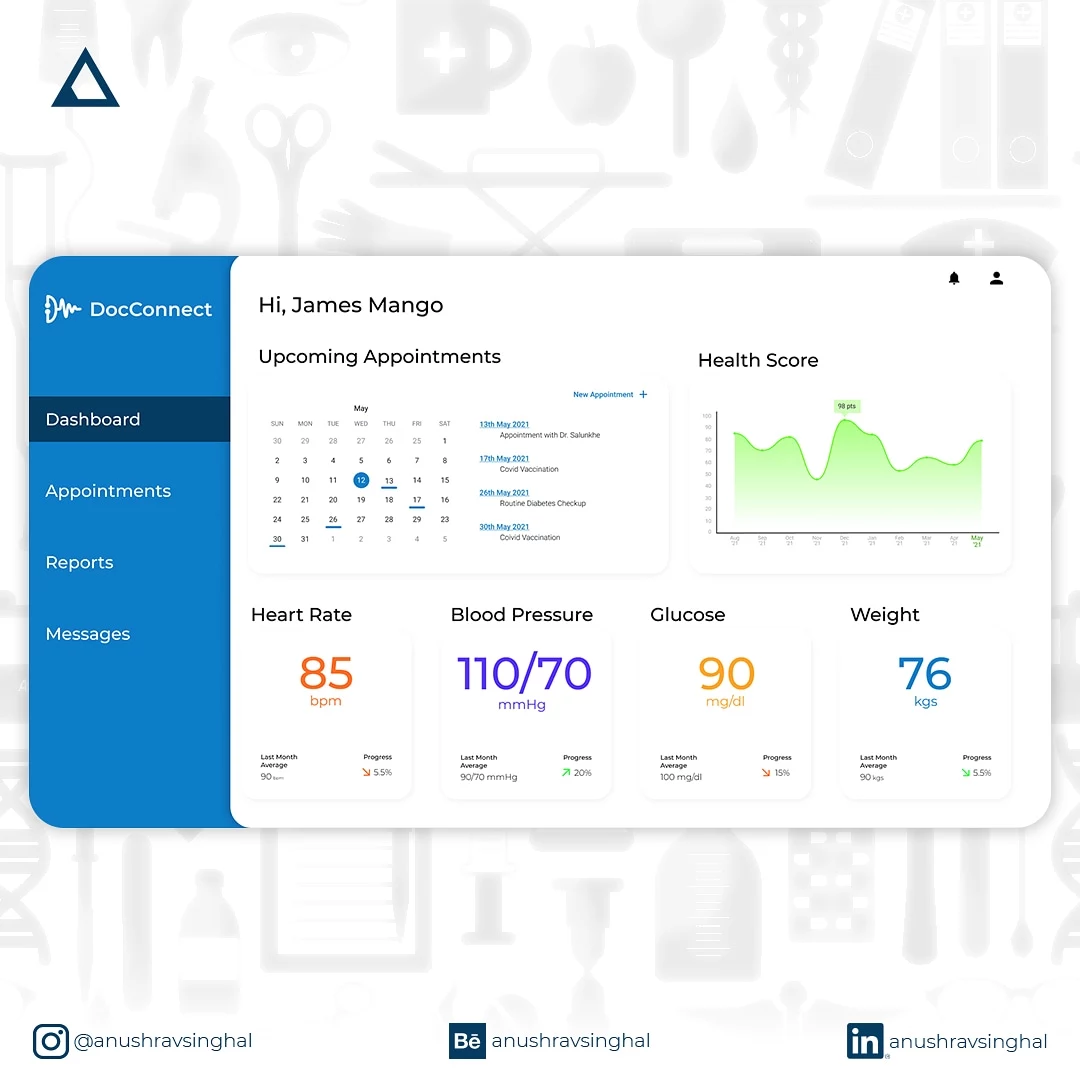 DocConnect
Dashboard
Appointments
Reports
Messages
Hi, James Mango
Upcoming Appointments
New Appointment +
May
SUN MON TUE WED THU FRI SAT
30 29 28 27 26 25 1
2 3 4 5 6 7 8
9 10 11 12 13 14 15
22 21 20 19 18 17 16
24 25 26 27 28 29 23
30 31 1 2 3 4 5
13th May 2021
Appointment with Dr. Salunkhe
17th May 2021
Covid Vaccination
26th May 2021
Routine Diabetes Checkup
30th May 2021
Coivid Vaccination
Health Score
98 pts
100
90
80
70
60
50
40
30
20
10
0
Aug Sep Oct Nov Dec Jan Feb Mar Apr May
'21 '21 '21 '21 '21 '21 '21 '21 '21 '21
Heart Rate
85
bpm
Last Month
Average
90 Bpm
Progress
5.5%
Blood Pressure
110/70
mmHg
Last Month
Average
90/70 mmHg
Progress
20%
Glucose
90
mg/dl
Last Month
Average
100 mg/dl
Progress
15%
Weight
76
kgs
Last Month
Average
90 kgs
Progress
5.5%
@anushravsinghal
Bē anushravsinghal
in anushravsinghal